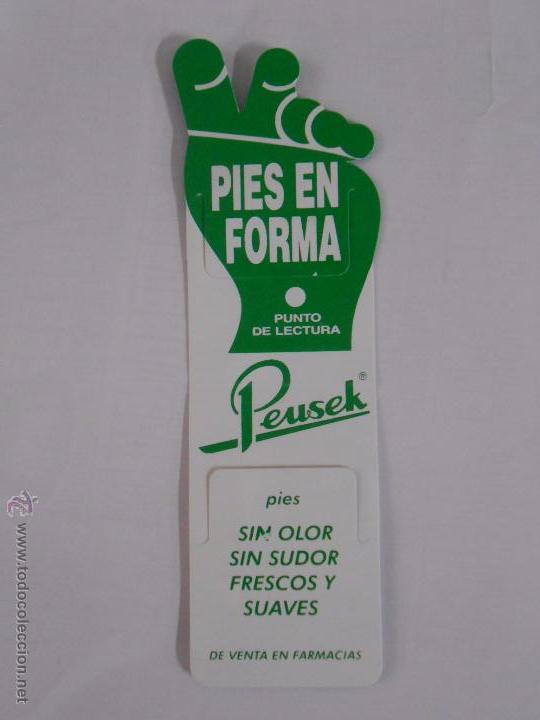 PIES EN
FORMA
PUNTO
DE LECTURA
Peusek®
pies
SIN OLOR
SIN SUDOR
FRESCOS Y
SUAVES
DE VENTA EN FARMACIAS
www.todocoleccion.net